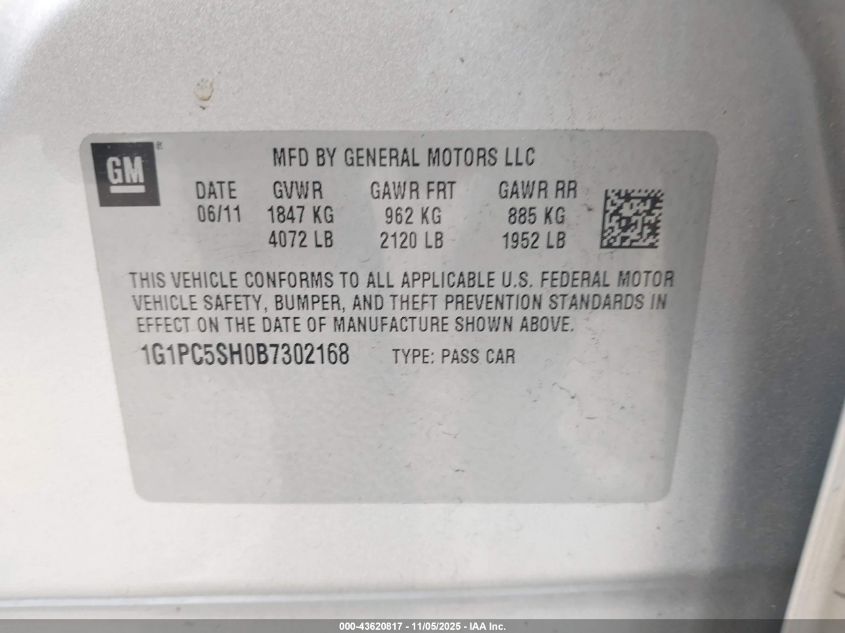 GM®
MFD BY GENERAL MOTORS LLC
DATE GVWR GAWR FRT GAWR RR
06/11 1847 KG 962 KG 885 KG
4072 LB 2120 LB 1952 LB
THIS VEHICLE CONFORMS TO ALL APPLICABLE U.S. FEDERAL MOTOR
VEHICLE SAFETY, BUMPER, AND THEFT PREVENTION STANDARDS IN
EFFECT ON THE DATE OF MANUFACTURE SHOWN ABOVE.
1G1PC5SH0B7302168 TYPE: PASS CAR
000-43620817 - 11/05/2025 - IAA Inc.